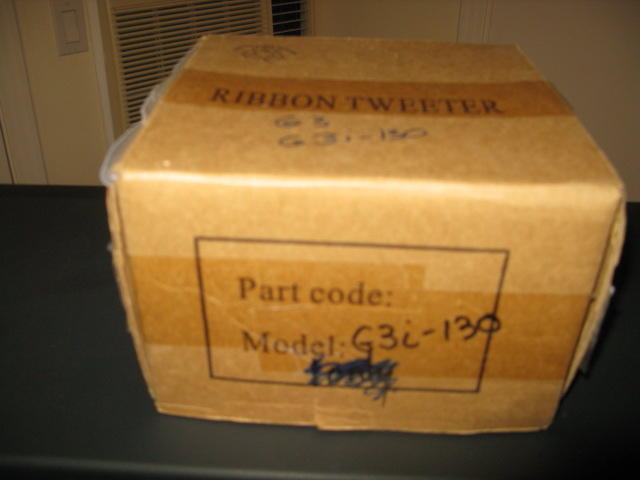 RIBBON TWEETER
G3
G3i-130
Part code:
Model: G3i-130